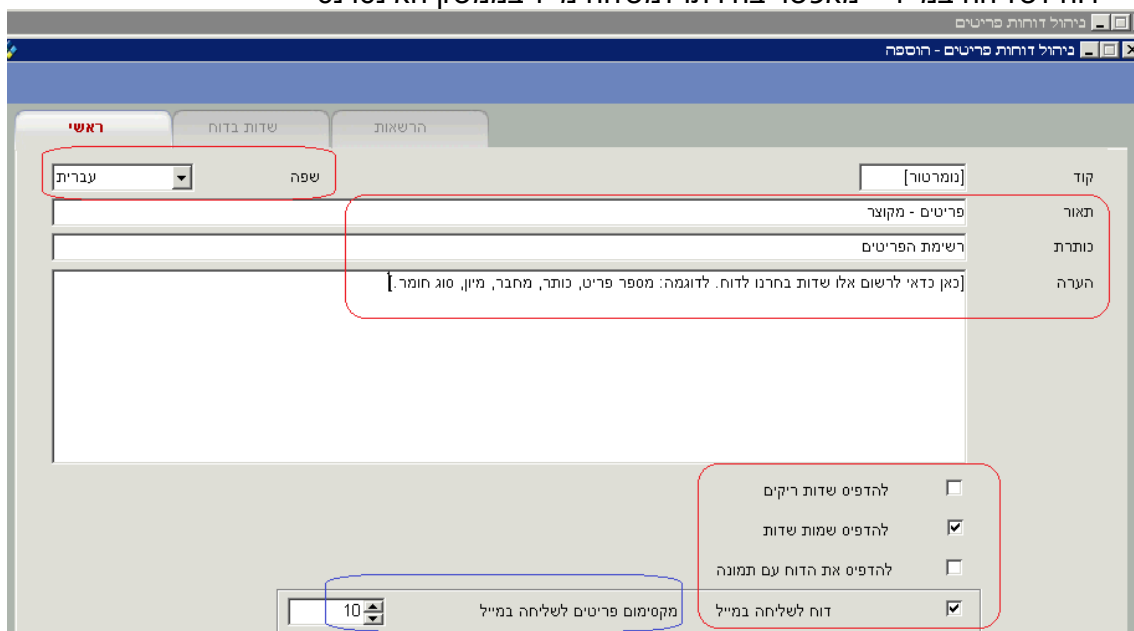 ניהול דוחות פריטים
ניהול דוחות פריטים - הוספה
ראשי שדות בדוח הרשאות
קוד [נומרטור] שפה עברית
תאור פריטים - מקוצר
כותרת רשימת הפריטים
הערה [כאן כדאי לרשום אלו שדות בחרנו לדוח. לדוגמה: מספר פריט, כותר, מחבר, מיון, סוג חומר.]
להדפיס שדות ריקים
להדפיס שמות שדות
להדפיס את הדוח עם תמונה
דוח לשליחה במייל מקסימום פריטים לשליחה במייל 10